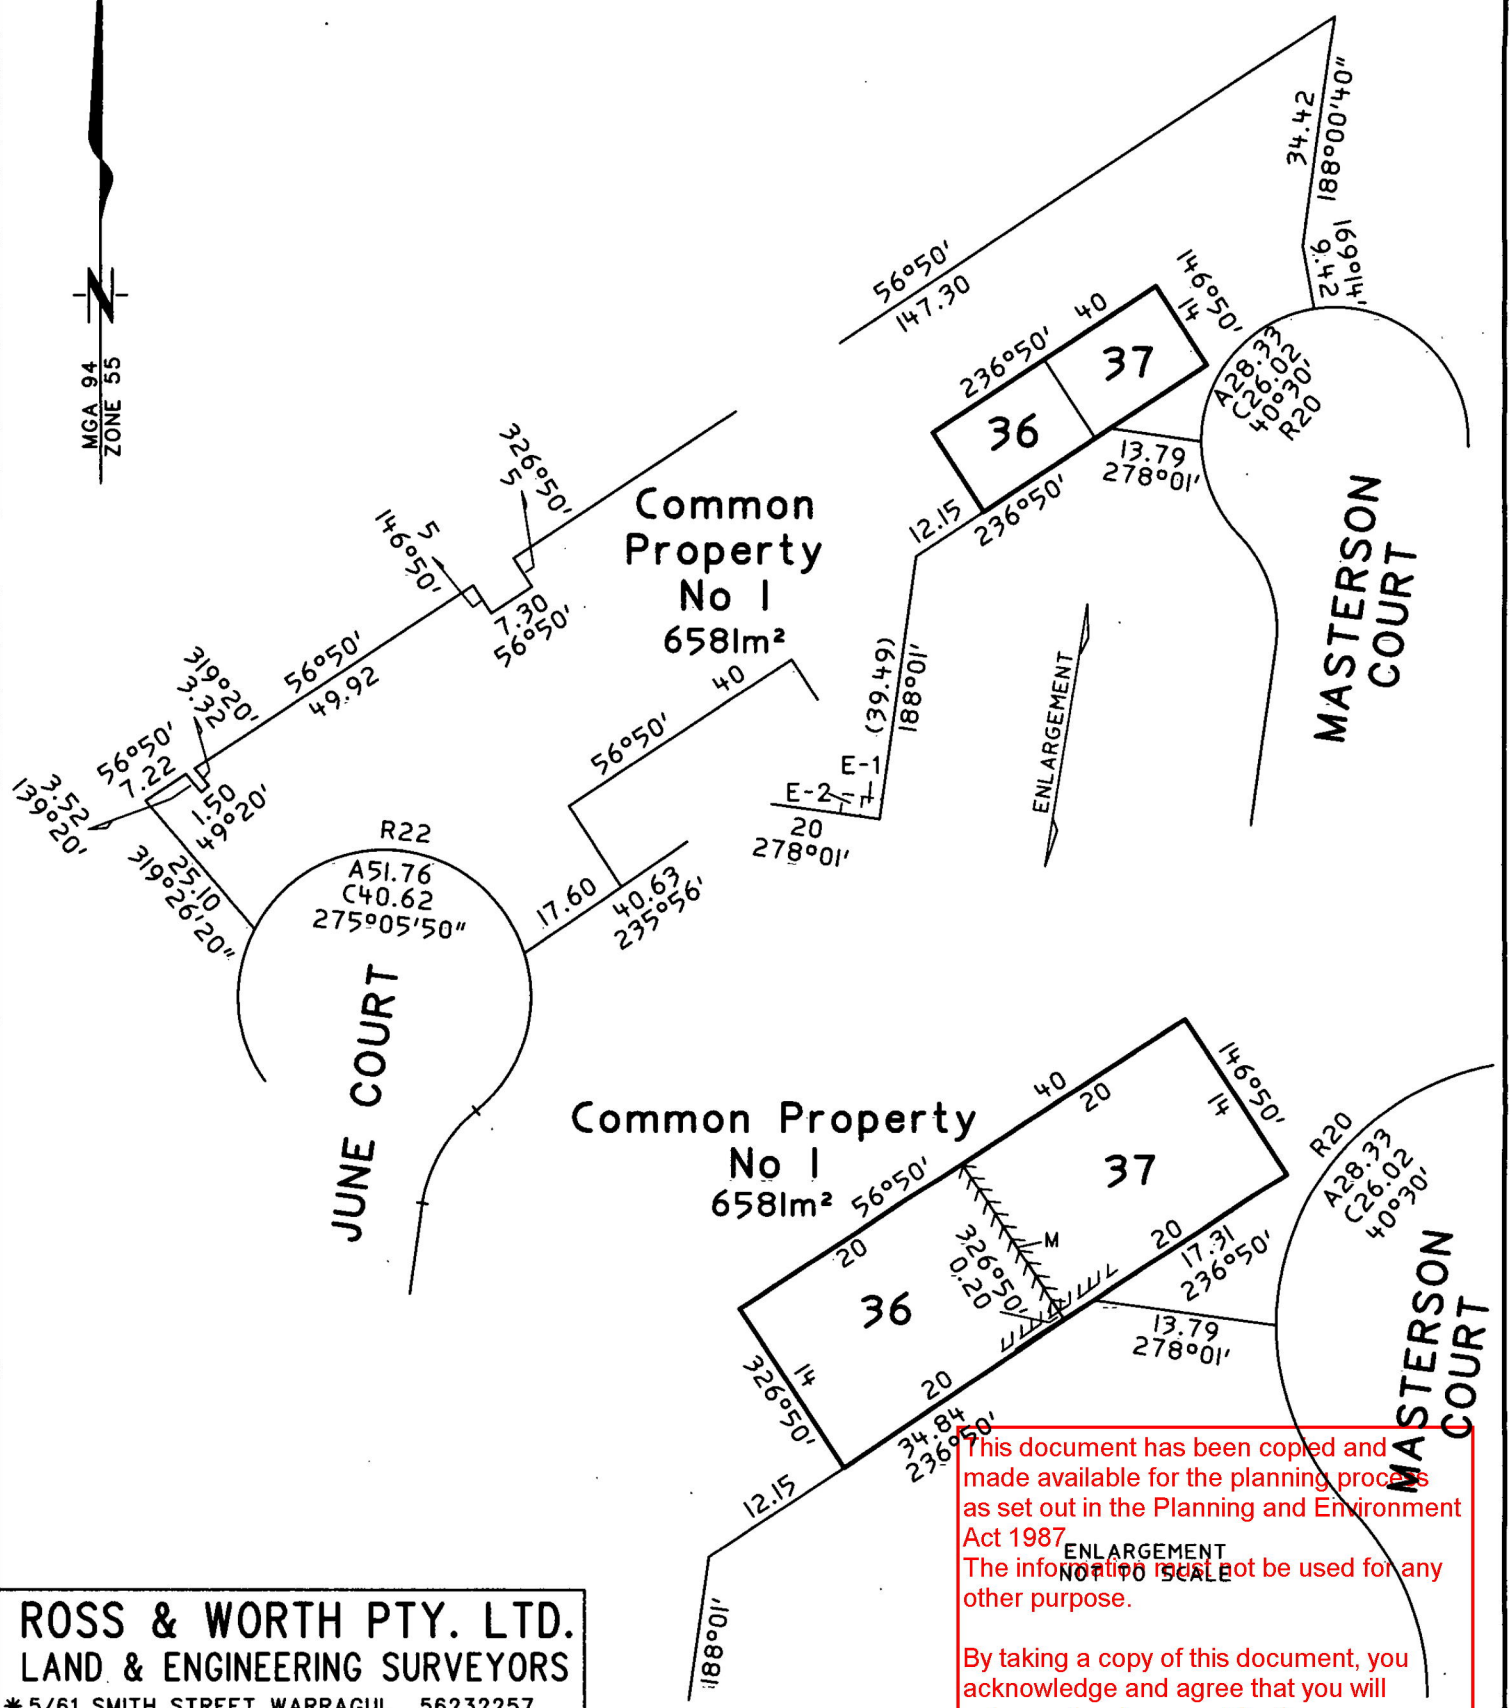 MGA 94
ZONE 55
34.42
188°00'40"
169°14'
9.42
56°50'
147.30
146°50'
14
40
236°50'
37
36
A28.33
C26.02
40°30'
R20
13.79
278°01'
12.15
236°50'
326°50'
5
5
146°50'
Common
Property
No 1
6581m²
7.30
56°50'
MASTERSON
COURT
56°50'
49.92
319°20'
3.32
56°50'
7.22
3.52
139°20'
1.50
49°20'
25.10
319°26'20"
40
56°50'
(39.49)
188°01'
ENLARGEMENT
E-1
E-2
20
278°01'
R22
A51.76
C40.62
275°05'50"
17.60
40.63
235°56'
JUNE COURT
Common Property
No 1
6581m²
40
20
56°50'
20
146°50'
14
37
R20
A28.33
C26.02
40°30'
M
326°50'
0.20
20
17.31
236°50'
36
13.79
278°01'
14
326°50'
20
34.84
236°50'
12.15
188°01'
MASTERSON
COURT
This document has been copied and
made available for the planning process
as set out in the Planning and Environment
Act 1987.
ENLARGEMENT
The information must not be used for any
NOT TO SCALE
other purpose.
By taking a copy of this document, you
acknowledge and agree that you will
ROSS & WORTH PTY. LTD.
LAND & ENGINEERING SURVEYORS
* 5/61 SMITH STREET WARRAGUL 56232257